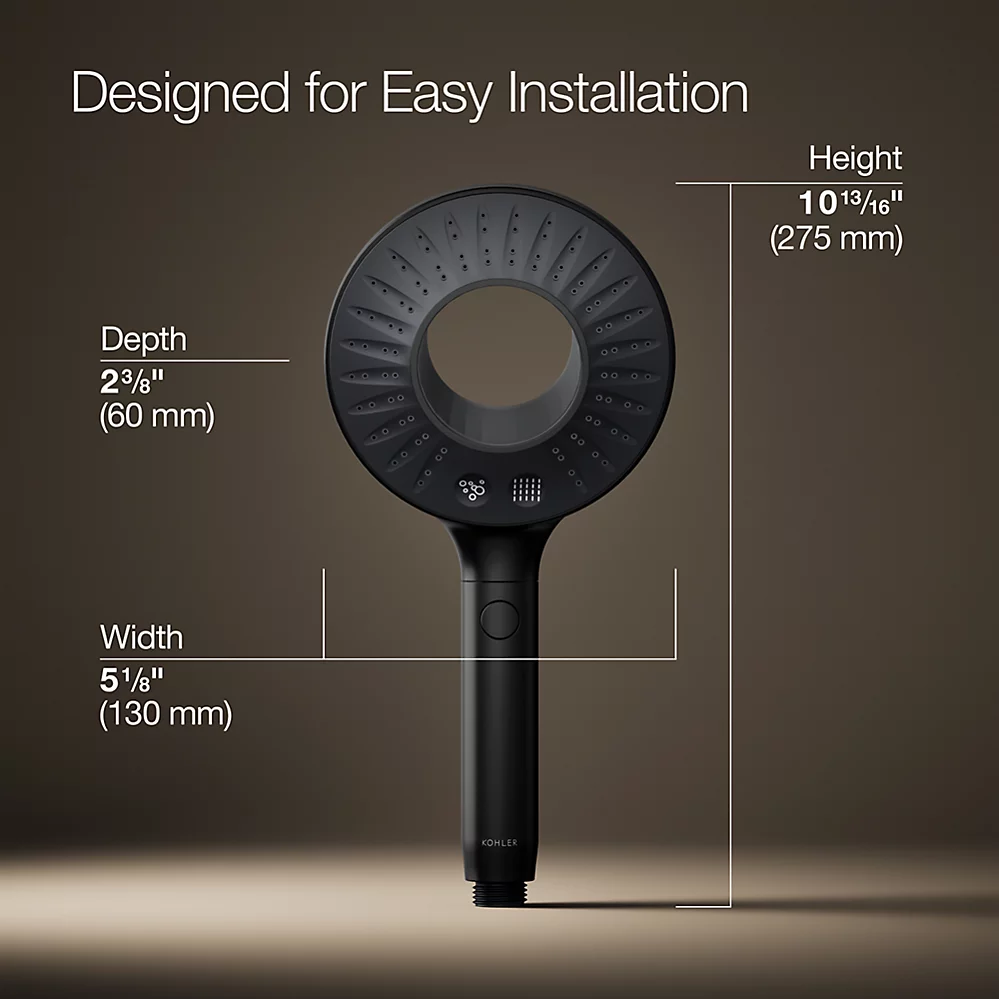 Designed for Easy Installation
Height
10 13/16"
(275 mm)
Depth
2 3/8"
(60 mm)
Width
5 1/8"
(130 mm)
KOHLER